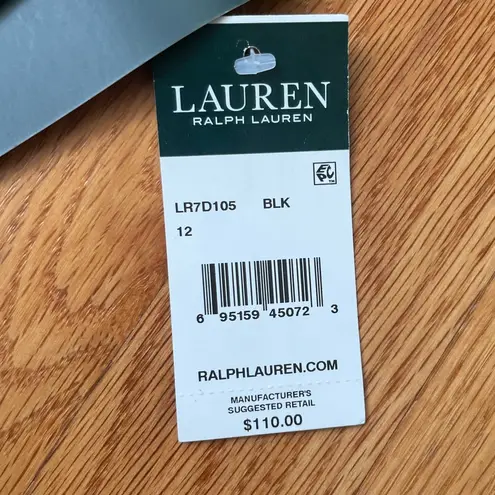 LAUREN
RALPH LAUREN
LR7D105 BLK
12
6 95159 45072 3
RALPHLAUREN.COM
MANUFACTURER'S
SUGGESTED RETAIL
$110.00